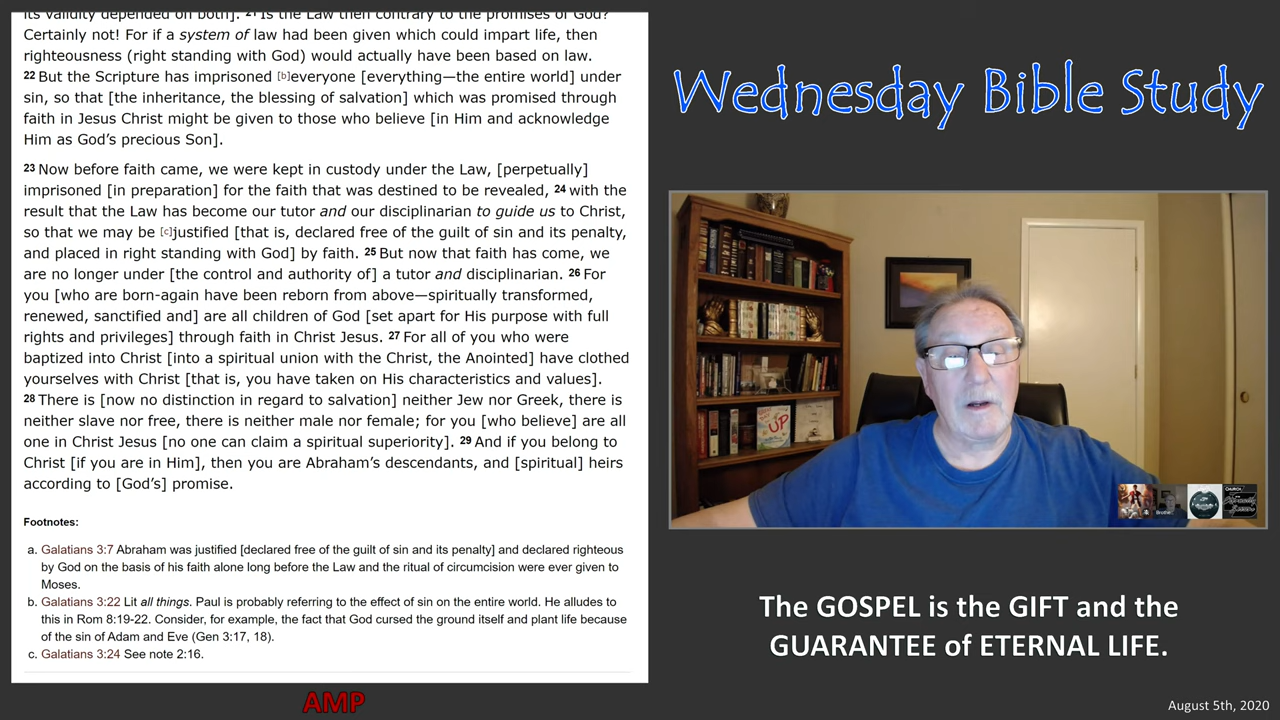 its validity depended on both]. 21 Is the Law then contrary to the promises of God?
Certainly not! For if a system of law had been given which could impart life, then
righteousness (right standing with God) would actually have been based on law.
22 But the Scripture has imprisoned [b]everyone [everything—the entire world] under
sin, so that [the inheritance, the blessing of salvation] which was promised through
faith in Jesus Christ might be given to those who believe [in Him and acknowledge
Him as God’s precious Son].
23 Now before faith came, we were kept in custody under the Law, [perpetually]
imprisoned [in preparation] for the faith that was destined to be revealed, 24 with the
result that the Law has become our tutor and our disciplinarian to guide us to Christ,
so that we may be [c]justified [that is, declared free of the guilt of sin and its penalty,
and placed in right standing with God] by faith. 25 But now that faith has come, we
are no longer under [the control and authority of] a tutor and disciplinarian. 26 For
you [who are born-again have been reborn from above—spiritually transformed,
renewed, sanctified and] are all children of God [set apart for His purpose with full
rights and privileges] through faith in Christ Jesus. 27 For all of you who were
baptized into Christ [into a spiritual union with the Christ, the Anointed] have clothed
yourselves with Christ [that is, you have taken on His characteristics and values].
28 There is [now no distinction in regard to salvation] neither Jew nor Greek, there is
neither slave nor free, there is neither male nor female; for you [who believe] are all
one in Christ Jesus [no one can claim a spiritual superiority]. 29 And if you belong to
Christ [if you are in Him], then you are Abraham’s descendants, and [spiritual] heirs
according to [God’s] promise.
Footnotes:
a. Galatians 3:7 Abraham was justified [declared free of the guilt of sin and its penalty] and declared righteous
by God on the basis of his faith alone long before the Law and the ritual of circumcision were ever given to
Moses.
b. Galatians 3:22 Lit all things. Paul is probably referring to the effect of sin on the entire world. He alludes to
this in Rom 8:19-22. Consider, for example, the fact that God cursed the ground itself and plant life because
of the sin of Adam and Eve (Gen 3:17, 18).
c. Galatians 3:24 See note 2:16.
AMP
Wednesday Bible Study
UP
The GOSPEL is the GIFT and the
GUARANTEE of ETERNAL LIFE.
August 5th, 2020